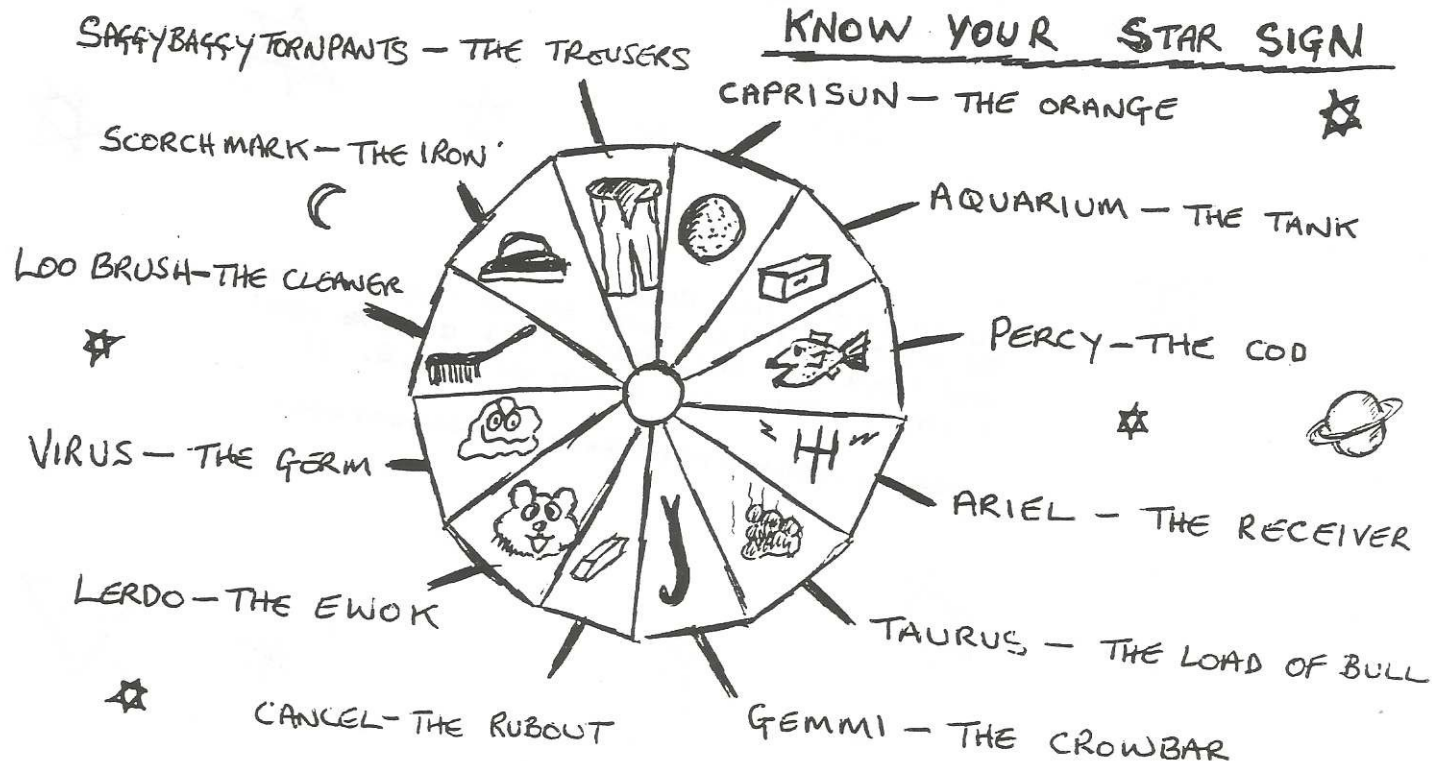 KNOW YOUR STAR SIGN
SAGGYBAGGYTORNPANTS — THE TROUSERS
CAPRISUN — THE ORANGE
SCORCHMARK — THE IRON
AQUARIUM — THE TANK
LOO BRUSH — THE CLEANER
PERCY — THE COD
VIRUS — THE GERM
ARIEL — THE RECEIVER
LERDO — THE EWOK
TAURUS — THE LOAD OF BULL
CANCEL — THE RUBOUT
GEMMI — THE CROWBAR